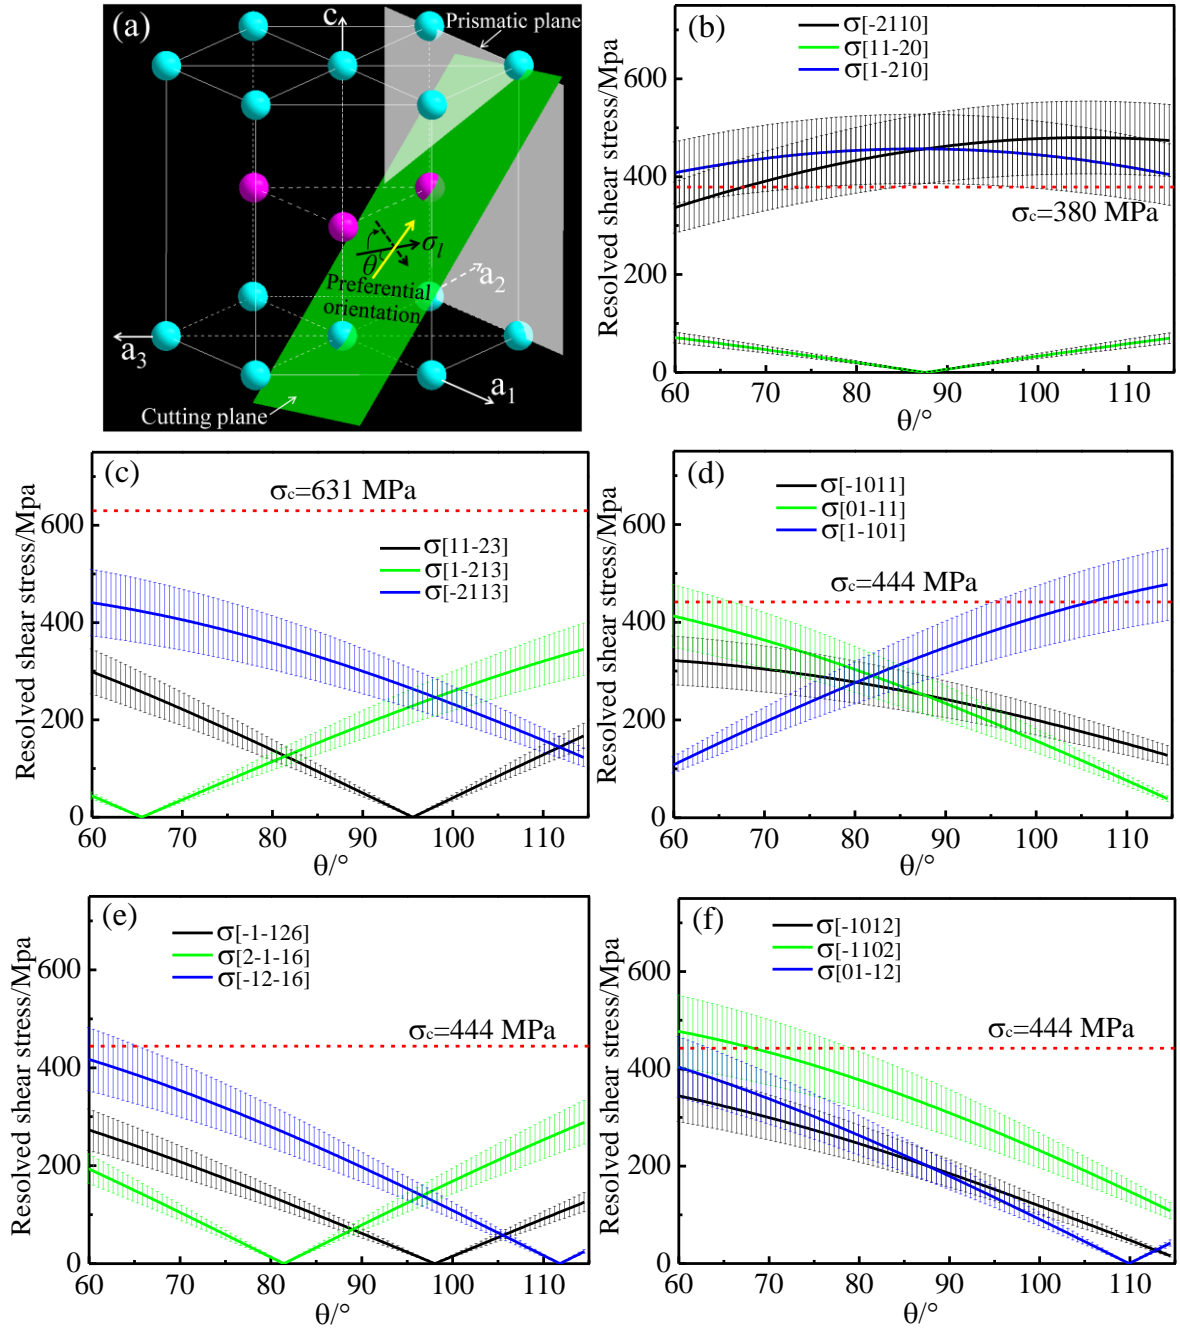 (a)
c
Prismatic plane
σl
θ
a2
Preferential
orientation
a3
a1
Cutting plane
(b)
σ[-2110]
σ[11-20]
σ[1-210]
σc=380 MPa
Resolved shear stress/Mpa
600
400
200
0
60 70 80 90 100 110
θ/°
(c)
σc=631 MPa
σ[11-23]
σ[1-213]
σ[-2113]
Resolved shear stress/Mpa
600
400
200
0
60 70 80 90 100 110
θ/°
(d)
σ[-1011]
σ[01-11]
σ[1-101]
σc=444 MPa
Resolved shear stress/Mpa
600
400
200
0
60 70 80 90 100 110
θ/°
(e)
σ[-1-126]
σ[2-1-16]
σ[-12-16]
σc=444 MPa
Resolved shear stress/Mpa
600
400
200
0
60 70 80 90 100 110
θ/°
(f)
σ[-1012]
σ[-1102]
σ[01-12]
σc=444 MPa
Resolved shear stress/Mpa
600
400
200
0
60 70 80 90 100 110
θ/°